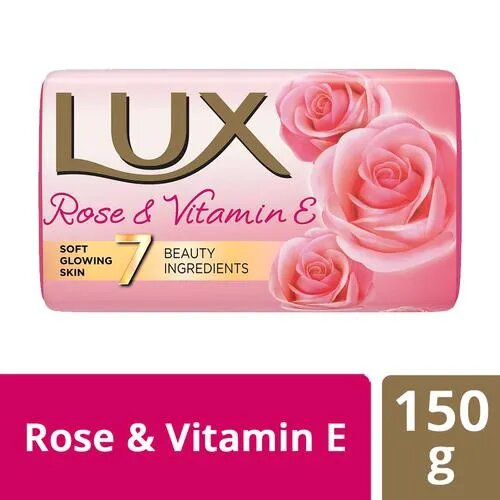 LUX
Rose & Vitamin E
SOFT
GLOWING
SKIN
7
BEAUTY
INGREDIENTS
Rose & Vitamin E
150
g